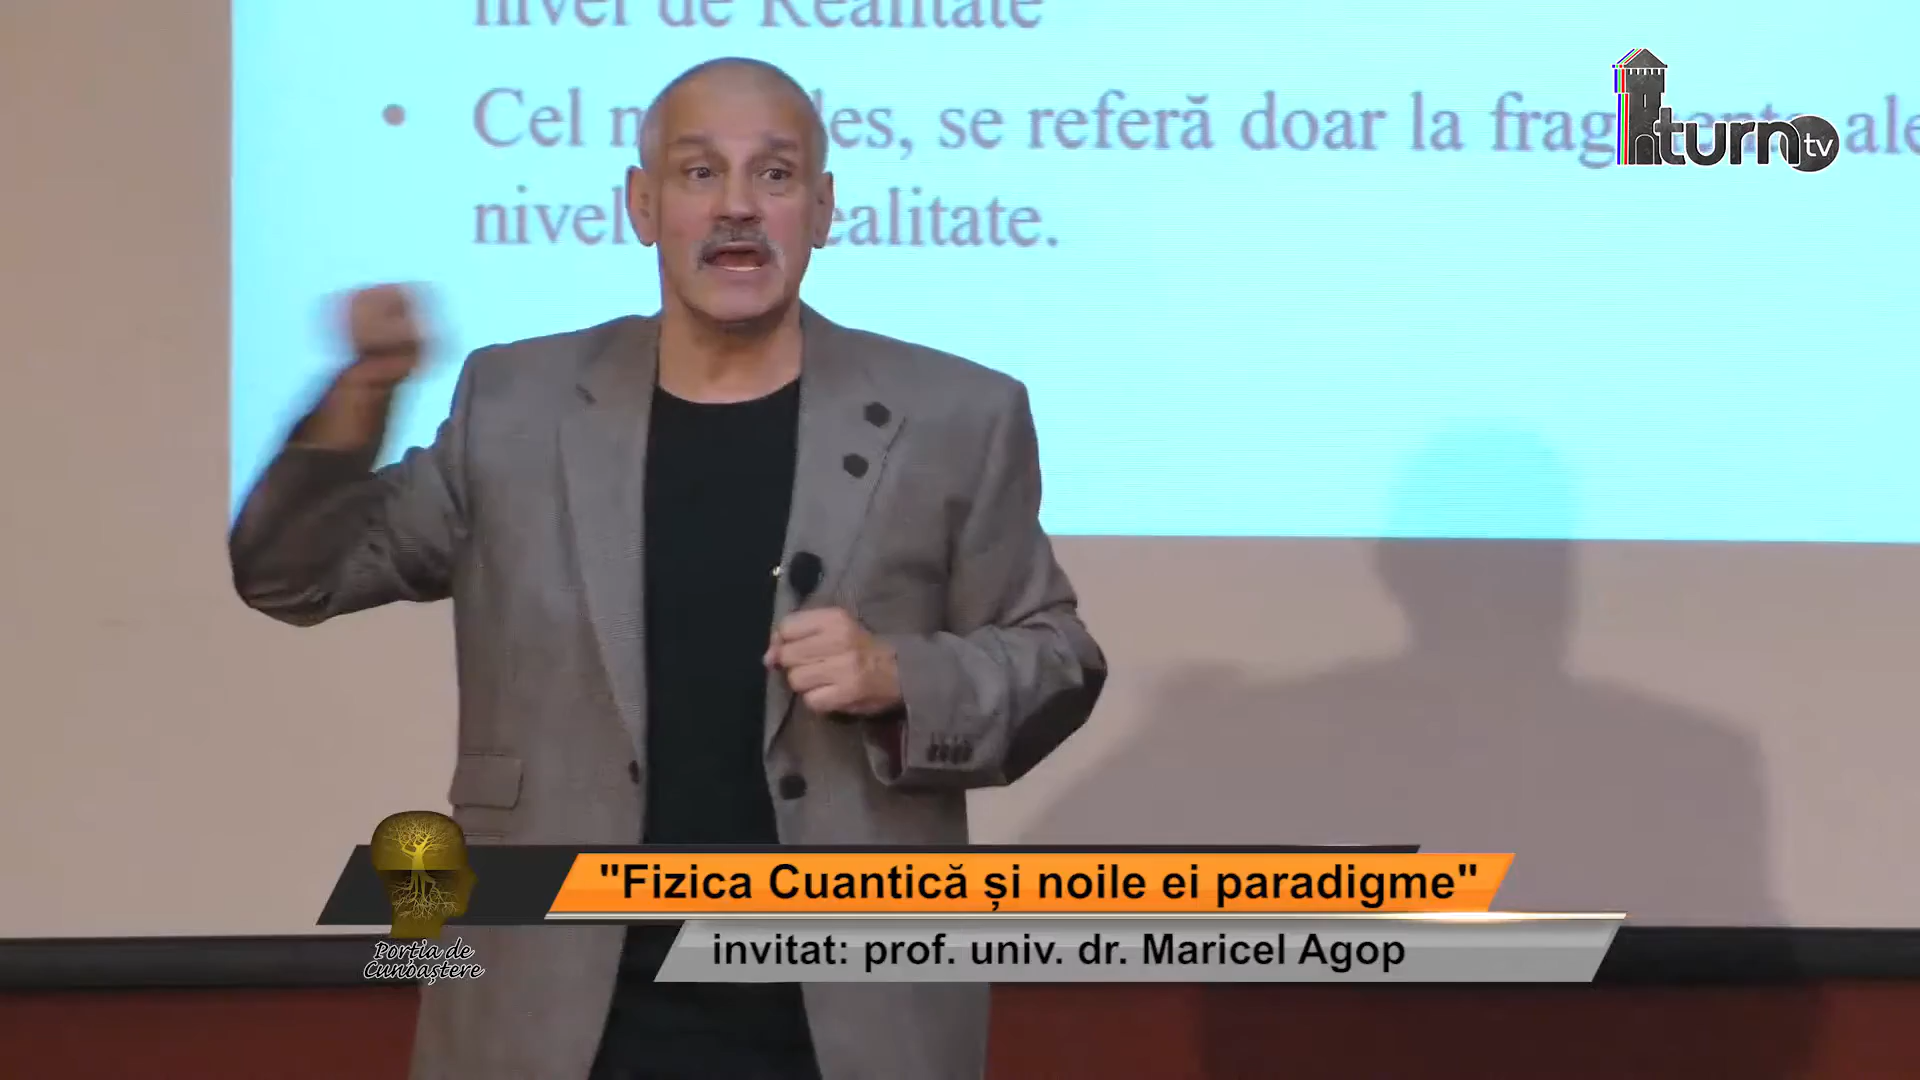 nivel de Realitate
• Cel m es, se referă doar la frag ale
nivel ealitate.
turn tv
"Fizica Cuantică și noile ei paradigme"
invitat: prof. univ. dr. Maricel Agop
Porția de
Cunoaștere